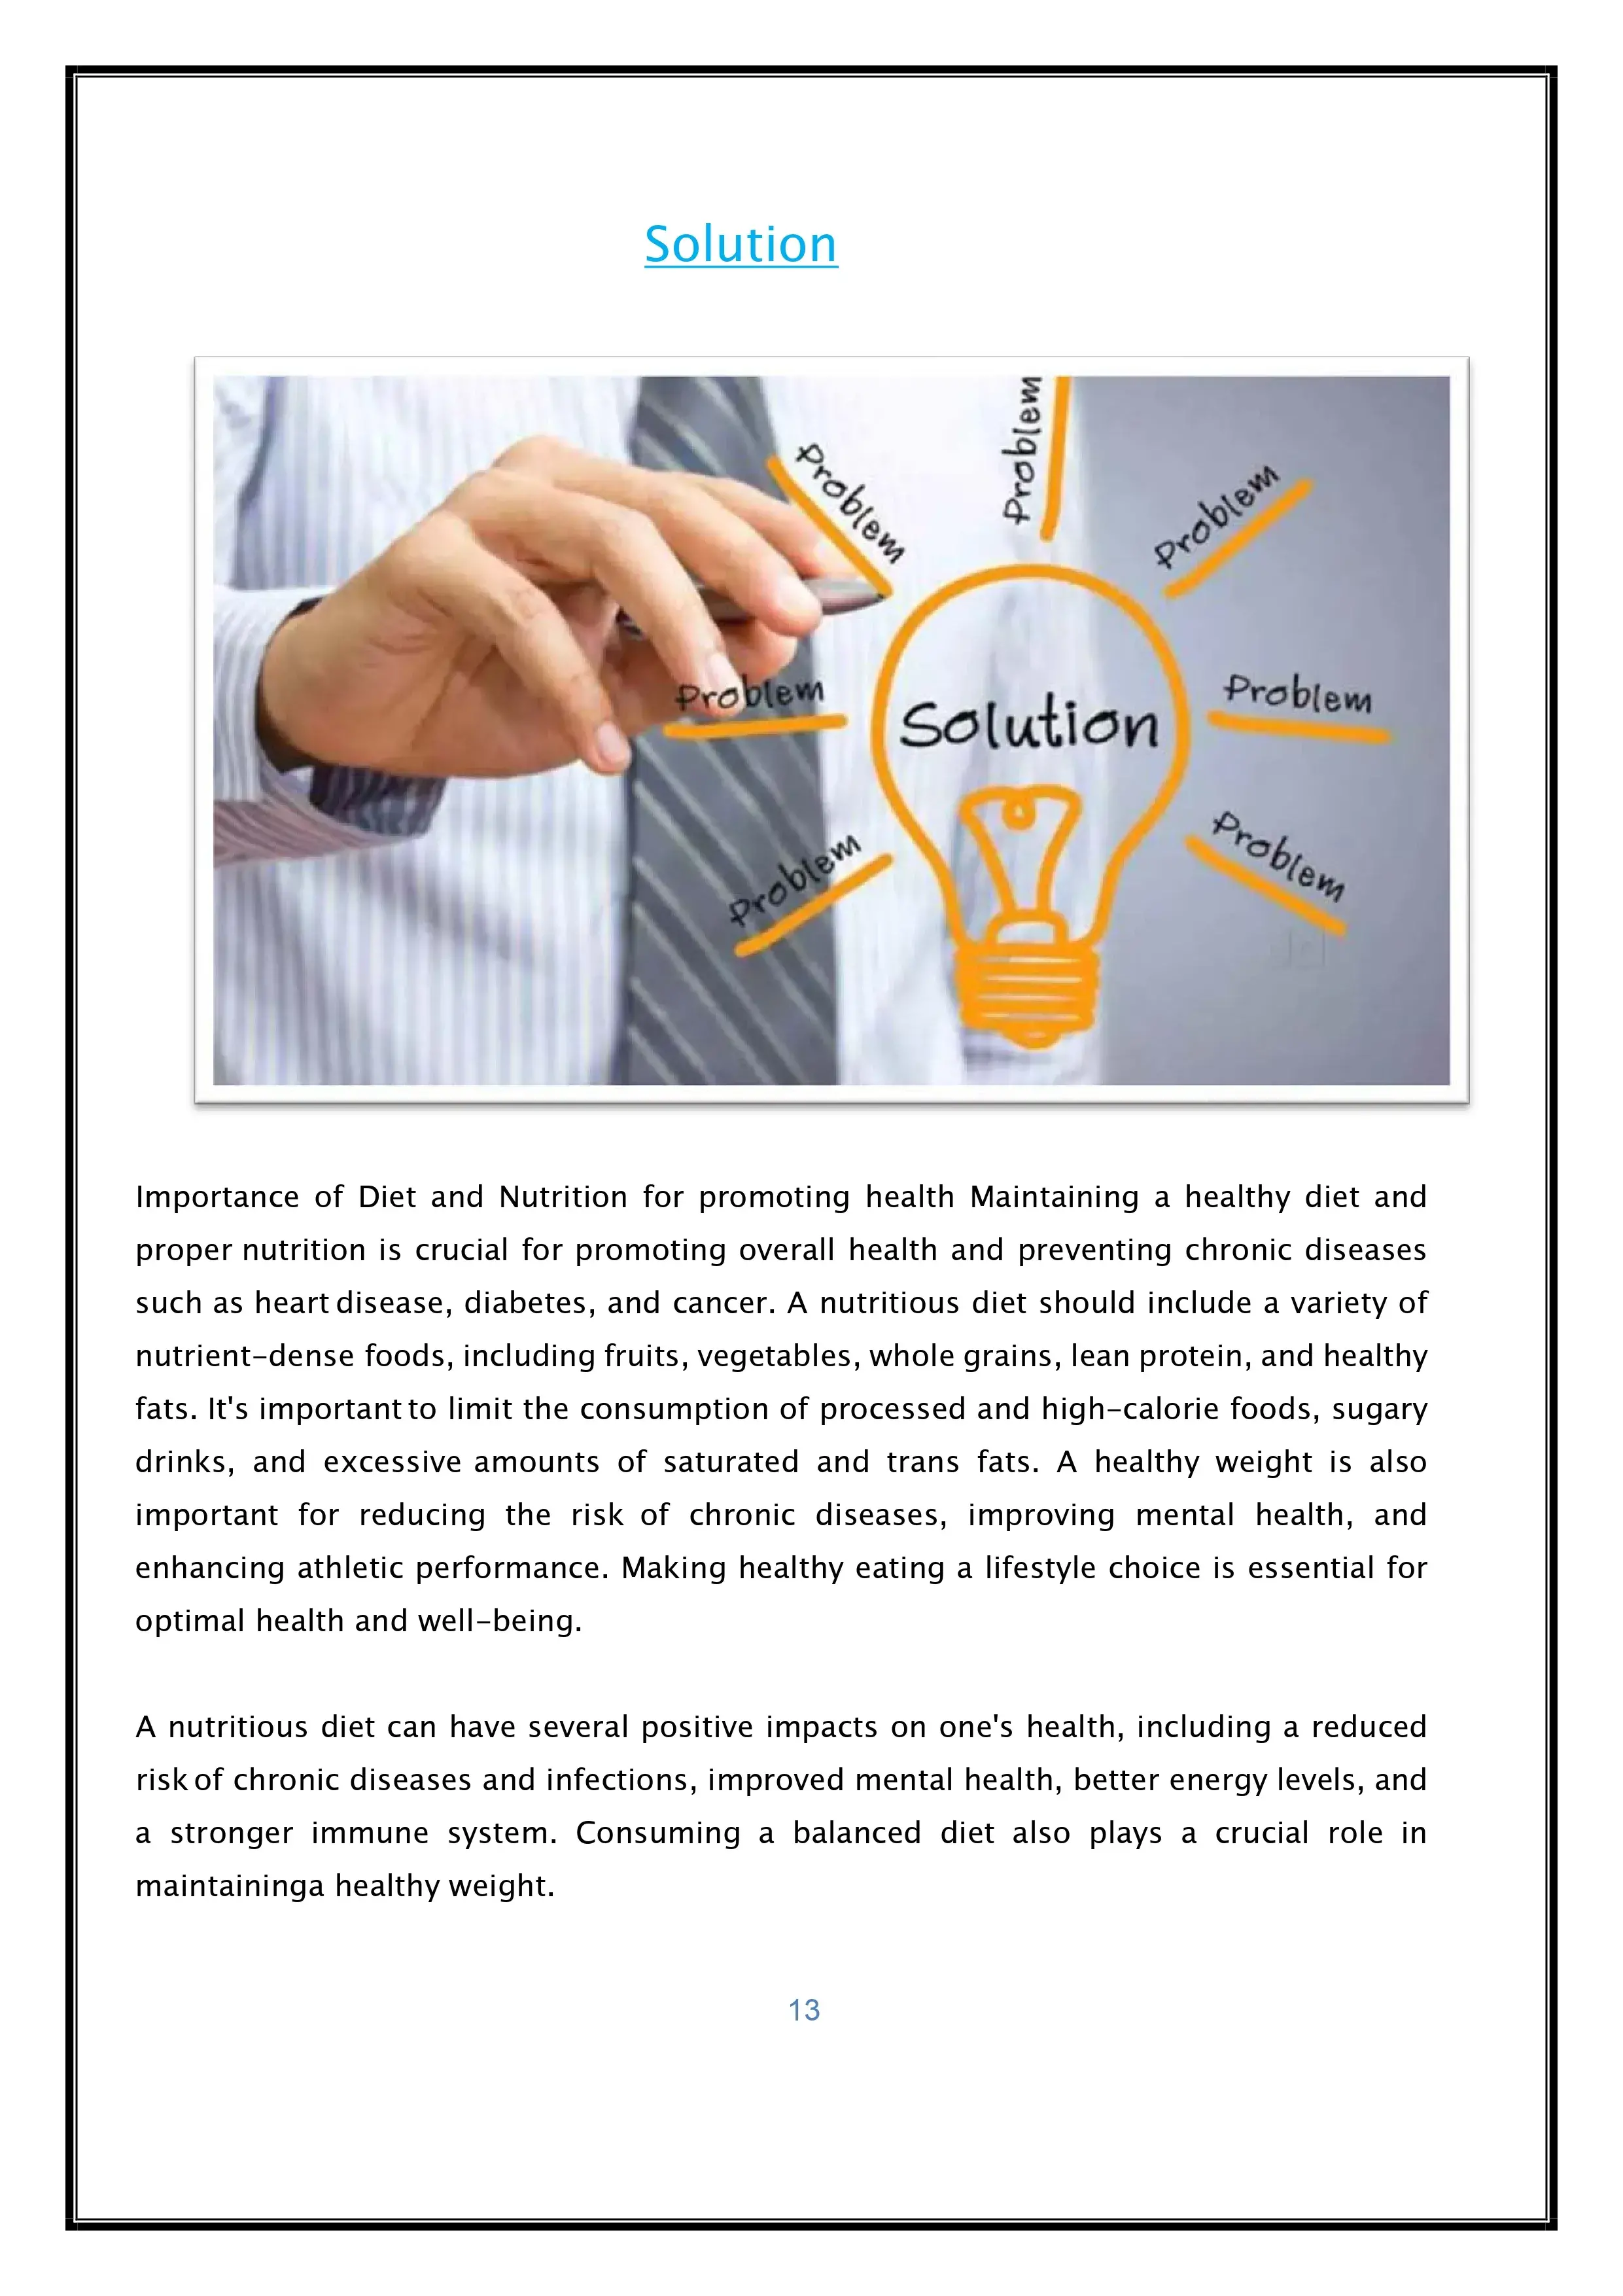 Solution
Problem
Problem
Problem
Problem
Solution
Problem
Problem
Problem
Importance of Diet and Nutrition for promoting health Maintaining a healthy diet and
proper nutrition is crucial for promoting overall health and preventing chronic diseases
such as heart disease, diabetes, and cancer. A nutritious diet should include a variety of
nutrient-dense foods, including fruits, vegetables, whole grains, lean protein, and healthy
fats. It's important to limit the consumption of processed and high-calorie foods, sugary
drinks, and excessive amounts of saturated and trans fats. A healthy weight is also
important for reducing the risk of chronic diseases, improving mental health, and
enhancing athletic performance. Making healthy eating a lifestyle choice is essential for
optimal health and well-being.
A nutritious diet can have several positive impacts on one's health, including a reduced
risk of chronic diseases and infections, improved mental health, better energy levels, and
a stronger immune system. Consuming a balanced diet also plays a crucial role in
maintaininga healthy weight.
13